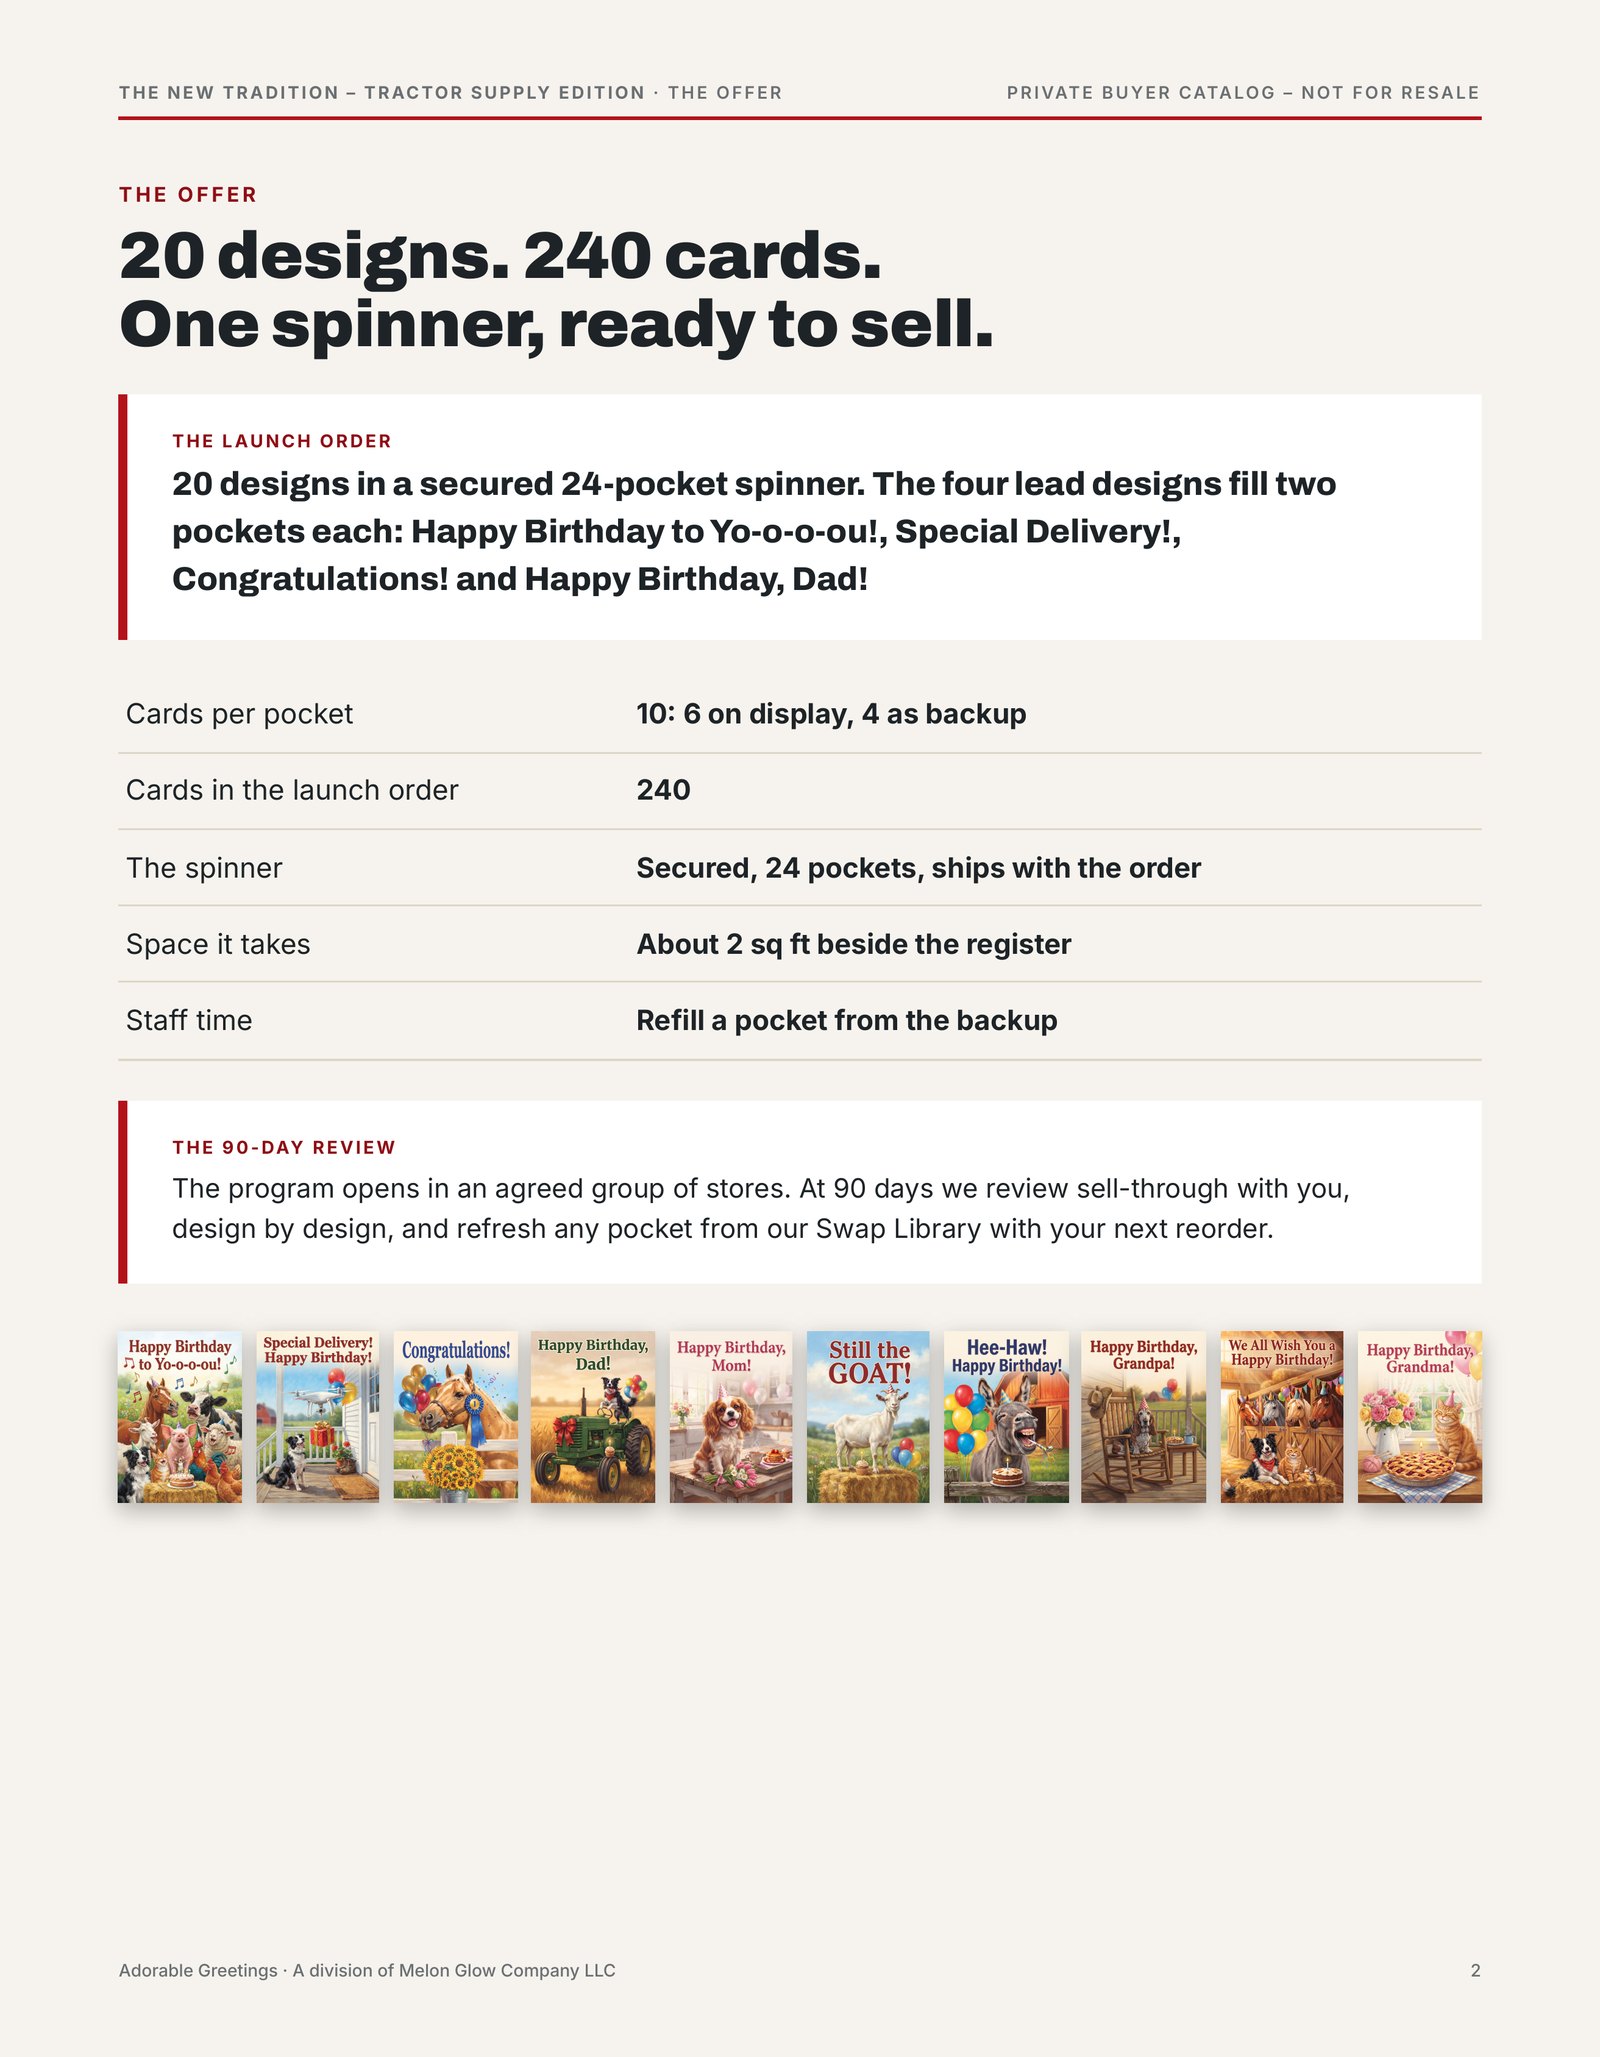 THE NEW TRADITION – TRACTOR SUPPLY EDITION · THE OFFER
PRIVATE BUYER CATALOG – NOT FOR RESALE
THE OFFER
20 designs. 240 cards.
One spinner, ready to sell.
THE LAUNCH ORDER
20 designs in a secured 24-pocket spinner. The four lead designs fill two
pockets each: Happy Birthday to Yo-o-o-ou!, Special Delivery!,
Congratulations! and Happy Birthday, Dad!
Cards per pocket
10: 6 on display, 4 as backup
Cards in the launch order
240
The spinner
Secured, 24 pockets, ships with the order
Space it takes
About 2 sq ft beside the register
Staff time
Refill a pocket from the backup
THE 90-DAY REVIEW
The program opens in an agreed group of stores. At 90 days we review sell-through with you,
design by design, and refresh any pocket from our Swap Library with your next reorder.
Happy Birthday
to Yo-o-o-ou!
Special Delivery!
Happy Birthday!
Congratulations!
Happy Birthday,
Dad!
Happy Birthday,
Mom!
Still the
GOAT!
Hee-Haw!
Happy Birthday!
Happy Birthday,
Grandpa!
We All Wish You a
Happy Birthday!
Happy Birthday,
Grandma!
Adorable Greetings · A division of Melon Glow Company LLC
2